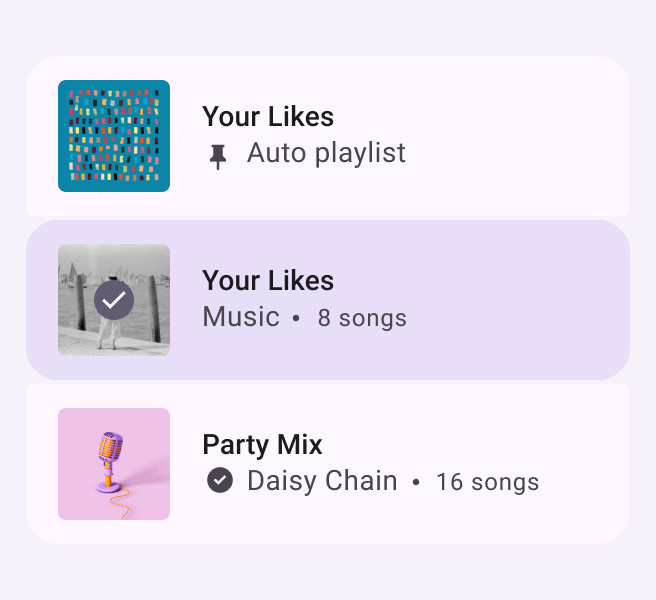 Your Likes
Auto playlist
Your Likes
Music • 8 songs
Party Mix
Daisy Chain • 16 songs